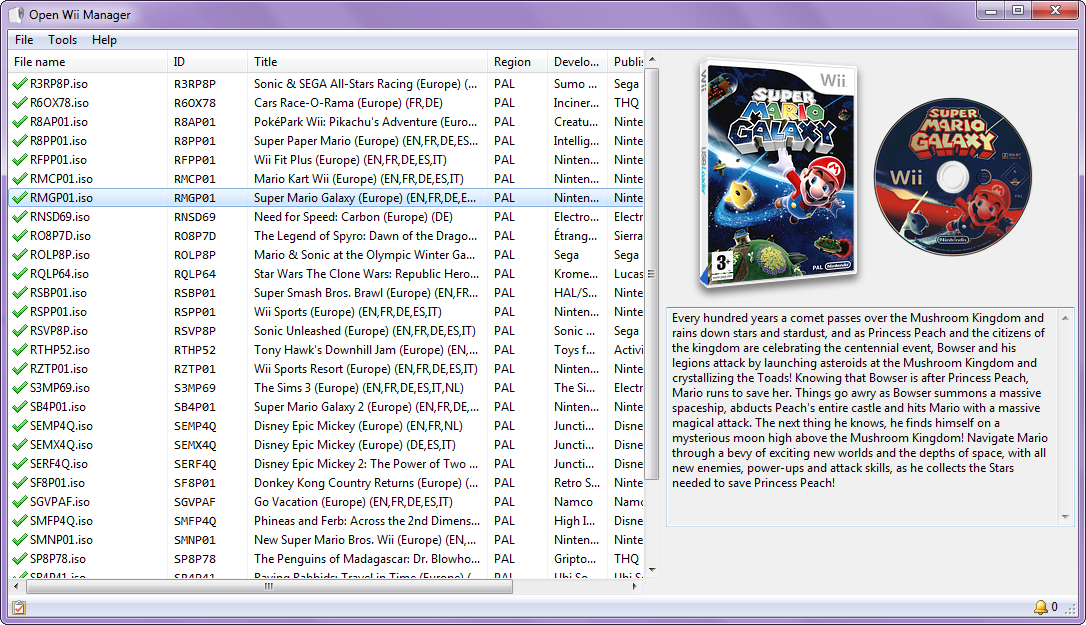 Open Wii Manager
File Tools Help
File name ID Title Region Develo... Publis
R3RP8P.iso R3RP8P Sonic & SEGA All-Stars Racing (Europe) (... PAL Sumo ... Sega
R6OX78.iso R6OX78 Cars Race-O-Rama (Europe) (FR,DE) PAL Inciner... THQ
R8AP01.iso R8AP01 PokéPark Wii: Pikachu's Adventure (Euro... PAL Creatu... Ninte
R8PP01.iso R8PP01 Super Paper Mario (Europe) (EN,FR,DE,ES... PAL Intellig... Ninte
RFPP01.iso RFPP01 Wii Fit Plus (Europe) (EN,FR,DE,ES,IT) PAL Ninten... Ninte
RMCP01.iso RMCP01 Mario Kart Wii (Europe) (EN,FR,DE,ES,IT) PAL Ninten... Ninte
RMGP01.iso RMGP01 Super Mario Galaxy (Europe) (EN,FR,DE,E... PAL Ninten... Ninte
RNSD69.iso RNSD69 Need for Speed: Carbon (Europe) (DE) PAL Electro... Electr
RO8P7D.iso RO8P7D The Legend of Spyro: Dawn of the Drago... PAL Étrang... Sierra
ROLP8P.iso ROLP8P Mario & Sonic at the Olympic Winter Ga... PAL Sega Sega
RQLP64.iso RQLP64 Star Wars The Clone Wars: Republic Hero... PAL Krome... Lucas
RSBP01.iso RSBP01 Super Smash Bros. Brawl (Europe) (EN,FR... PAL HAL/S... Ninte
RSPP01.iso RSPP01 Wii Sports (Europe) (EN,FR,DE,ES,IT) PAL Ninten... Ninte
RSVP8P.iso RSVP8P Sonic Unleashed (Europe) (EN,FR,DE,ES,IT) PAL Sonic ... Sega
RTHP52.iso RTHP52 Tony Hawk's Downhill Jam (Europe) (EN,... PAL Toys f... Activi
RZTP01.iso RZTP01 Wii Sports Resort (Europe) (EN,FR,DE,ES,IT) PAL Ninten... Ninte
S3MP69.iso S3MP69 The Sims 3 (Europe) (EN,FR,DE,ES,IT,NL) PAL The Si... Electr
SB4P01.iso SB4P01 Super Mario Galaxy 2 (Europe) (EN,FR,DE,... PAL Ninten... Ninte
SEMP4Q.iso SEMP4Q Disney Epic Mickey (Europe) (EN,FR,NL) PAL Juncti... Disne
SEMX4Q.iso SEMX4Q Disney Epic Mickey (Europe) (DE,ES,IT) PAL Juncti... Disne
SERF4Q.iso SERF4Q Disney Epic Mickey 2: The Power of Two ... PAL Juncti... Disne
SF8P01.iso SF8P01 Donkey Kong Country Returns (Europe) (... PAL Retro S... Ninte
SGVPAF.iso SGVPAF Go Vacation (Europe) (EN,FR,DE,ES,IT) PAL Namco Namc
SMFP4Q.iso SMFP4Q Phineas and Ferb: Across the 2nd Dimens... PAL High I... Disne
SMNP01.iso SMNP01 New Super Mario Bros. Wii (Europe) (EN,... PAL Ninten... Ninte
SP8P78.iso SP8P78 The Penguins of Madagascar: Dr. Blowho... PAL Gripto... THQ
Wii
SUPER
MARIO
GALAXY
3+
PAL Nintendo
SUPER
MARIO
GALAXY
Wii
Nintendo
Every hundred years a comet passes over the Mushroom Kingdom and
rains down stars and stardust, and as Princess Peach and the citizens of
the kingdom are celebrating the centennial event, Bowser and his
legions attack by launching asteroids at the Mushroom Kingdom and
crystallizing the Toads! Knowing that Bowser is after Princess Peach,
Mario runs to save her. Things go awry as Bowser summons a massive
spaceship, abducts Peach's entire castle and hits Mario with a massive
magical attack. The next thing he knows, he finds himself on a
mysterious moon high above the Mushroom Kingdom! Navigate Mario
through a bevy of exciting new worlds and the depths of space, with all
new enemies, power-ups and attack skills, as he collects the Stars
needed to save Princess Peach!
0